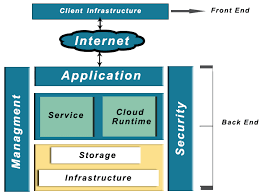 Client Infrastructure
Front End
Internet
Application
Managment
Service
Cloud
Runtime
Security
Back End
Storage
Infrastructure